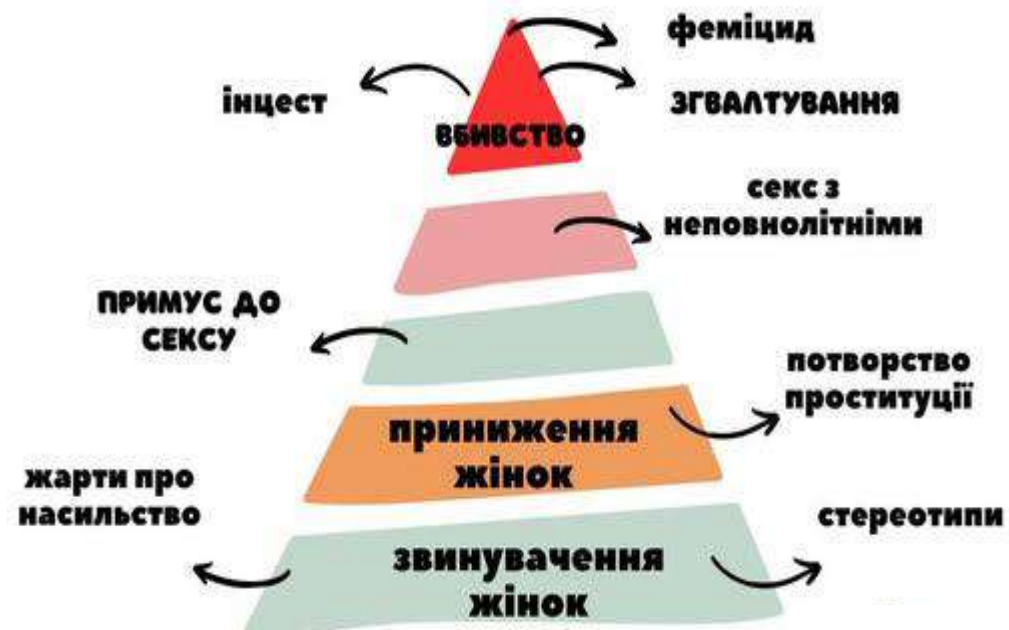 феміцид
інцест
ЗГВАЛТУВАННЯ
ВБИВСТВО
секс з
неповнолітніми
ПРИМУС ДО
СЕКСУ
потворство
проституції
приниження
жінок
жарти про
насильство
стереотипи
звинувачення
жінок